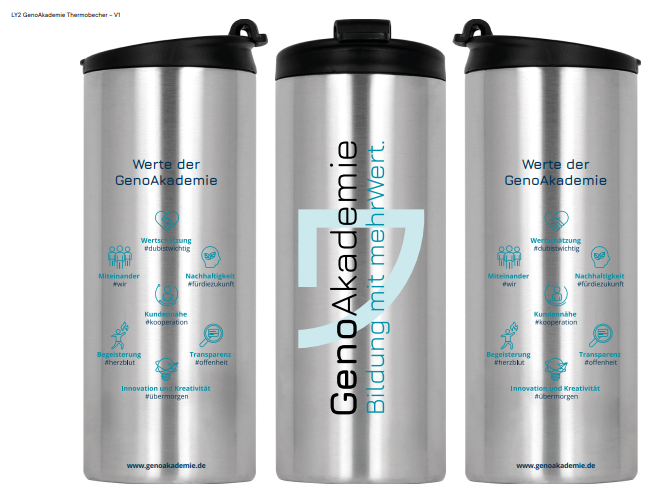 LY2 GenoAkademie Thermobecher – V1
Werte der
GenoAkademie
Wertschätzung
#dubistwichtig
Miteinander
#wir
Nachhaltigkeit
#fürdiezukunft
Kundennähe
#kooperation
Begeisterung
#herzblut
Transparenz
#offenheit
Innovation und Kreativität
#übermorgen
www.genoakademie.de
GenoAkademie
Bildung mit mehrWert.
Werte der
GenoAkademie
Wertschätzung
#dubistwichtig
Miteinander
#wir
Nachhaltigkeit
#fürdiezukunft
Kundennähe
#kooperation
Begeisterung
#herzblut
Transparenz
#offenheit
Innovation und Kreativität
#übermorgen
www.genoakademie.de